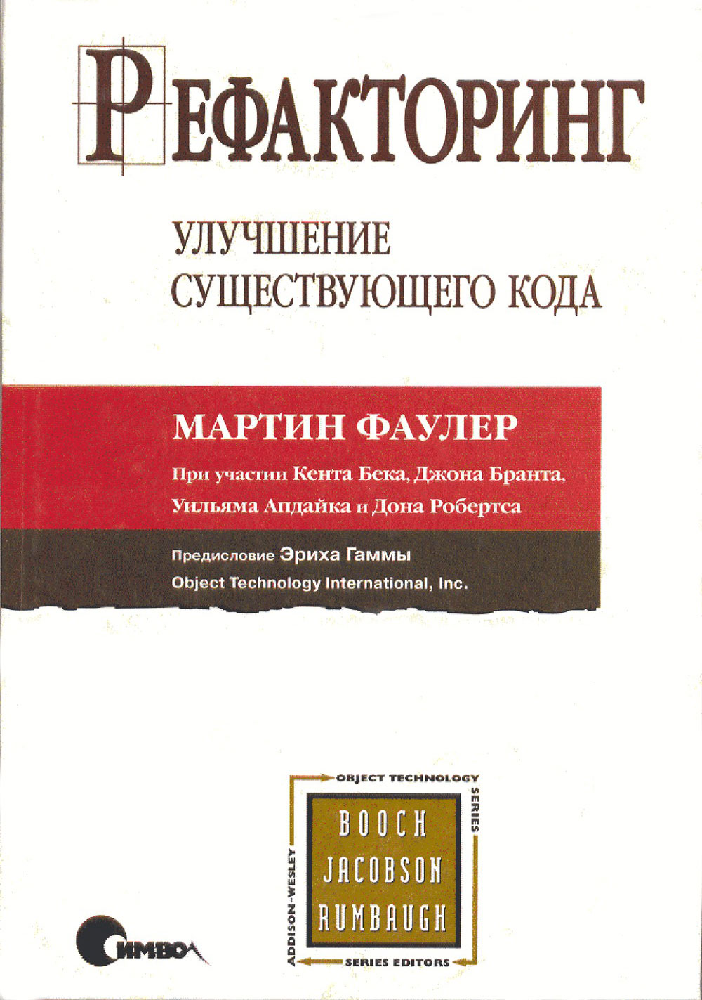 РЕФАКТОРИНГ
УЛУЧШЕНИЕ
СУЩЕСТВУЮЩЕГО КОДА
МАРТИН ФАУЛЕР
При участии Кента Бека, Джона Бранта,
Уильяма Апдайка и Дона Робертса
Предисловие Эриха Гаммы
Object Technology International, Inc.
OBJECT TECHNOLOGY
SERIES
BOOCH
JACOBSON
RUMBAUGH
ADDISON-WESLEY
SERIES EDITORS
СИМВОЛ